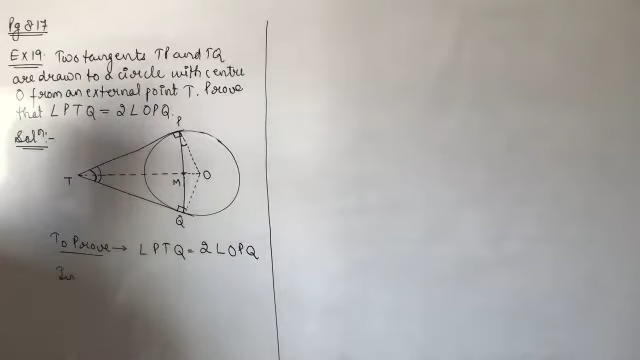 Pg 817
Ex 19. Two tangents TP and TQ
are drawn to a circle with centre
O from an external point T. Prove
that ∠PTQ = 2∠OPQ.
Solⁿ:-
P
T
M
O
Q
To Prove → ∠PTQ = 2∠OPQ